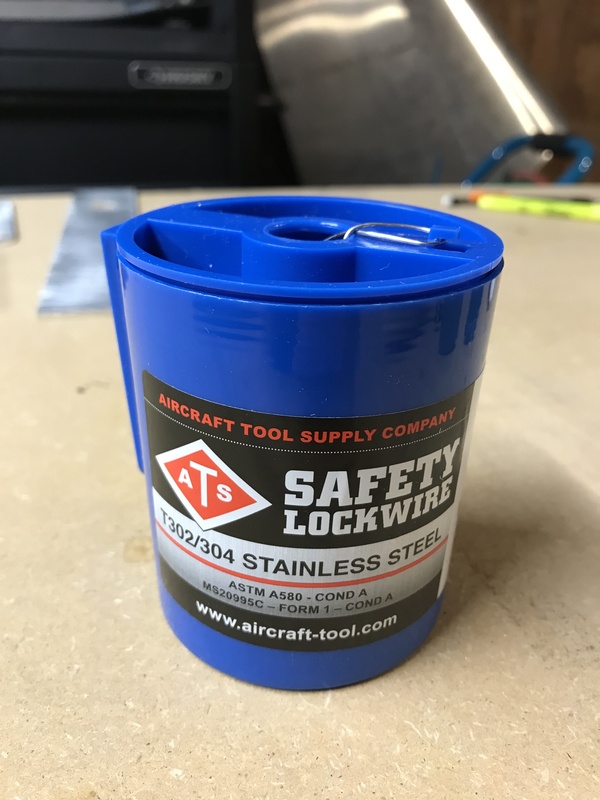 AIRCRAFT TOOL SUPPLY COMPANY
ATS
SAFETY
LOCKWIRE
T302/304 STAINLESS STEEL
ASTM A580 - COND A
MS20995C – FORM 1 – COND A
www.aircraft-tool.com